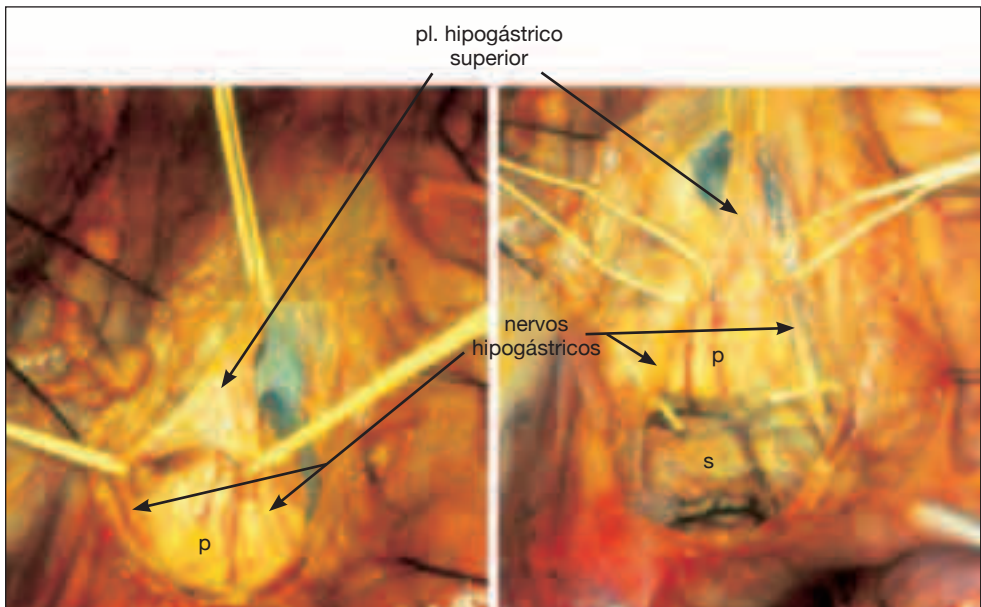 pl. hipogástrico
superior
nervos
hipogástricos
p
p
s